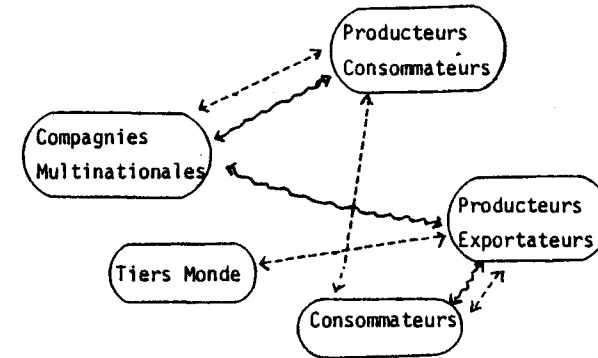 Producteurs
Consommateurs
Compagnies
Multinationales
Producteurs
Exportateurs
Tiers Monde
Consommateurs